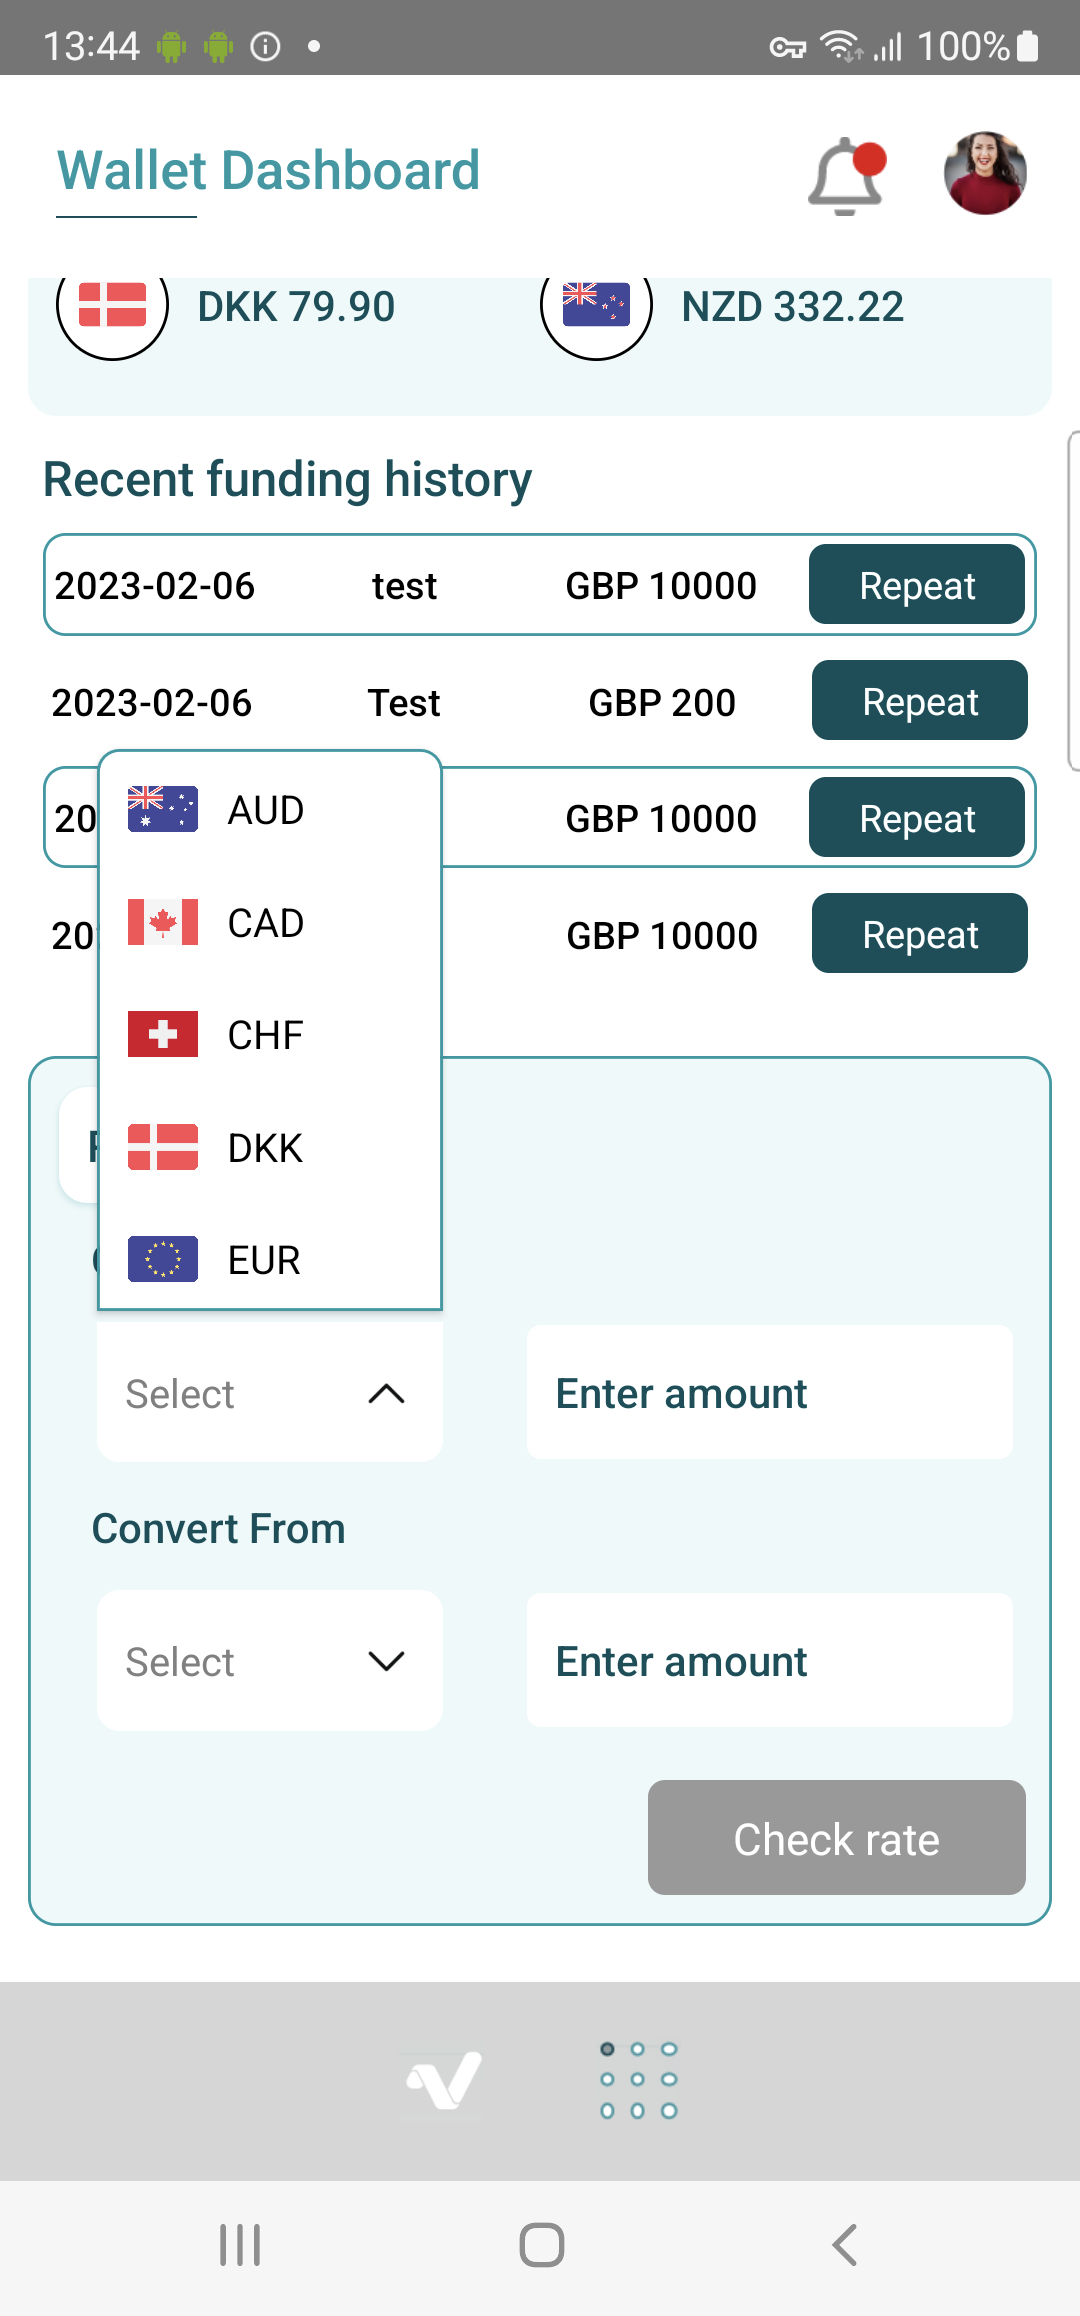 13:44 100%
Wallet Dashboard
DKK 79.90 NZD 332.22
Recent funding history
2023-02-06 test GBP 10000 Repeat
2023-02-06 Test GBP 200 Repeat
20 GBP 10000 Repeat
20 GBP 10000 Repeat
AUD
CAD
CHF
DKK
EUR
Select Enter amount
Convert From
Select Enter amount
Check rate